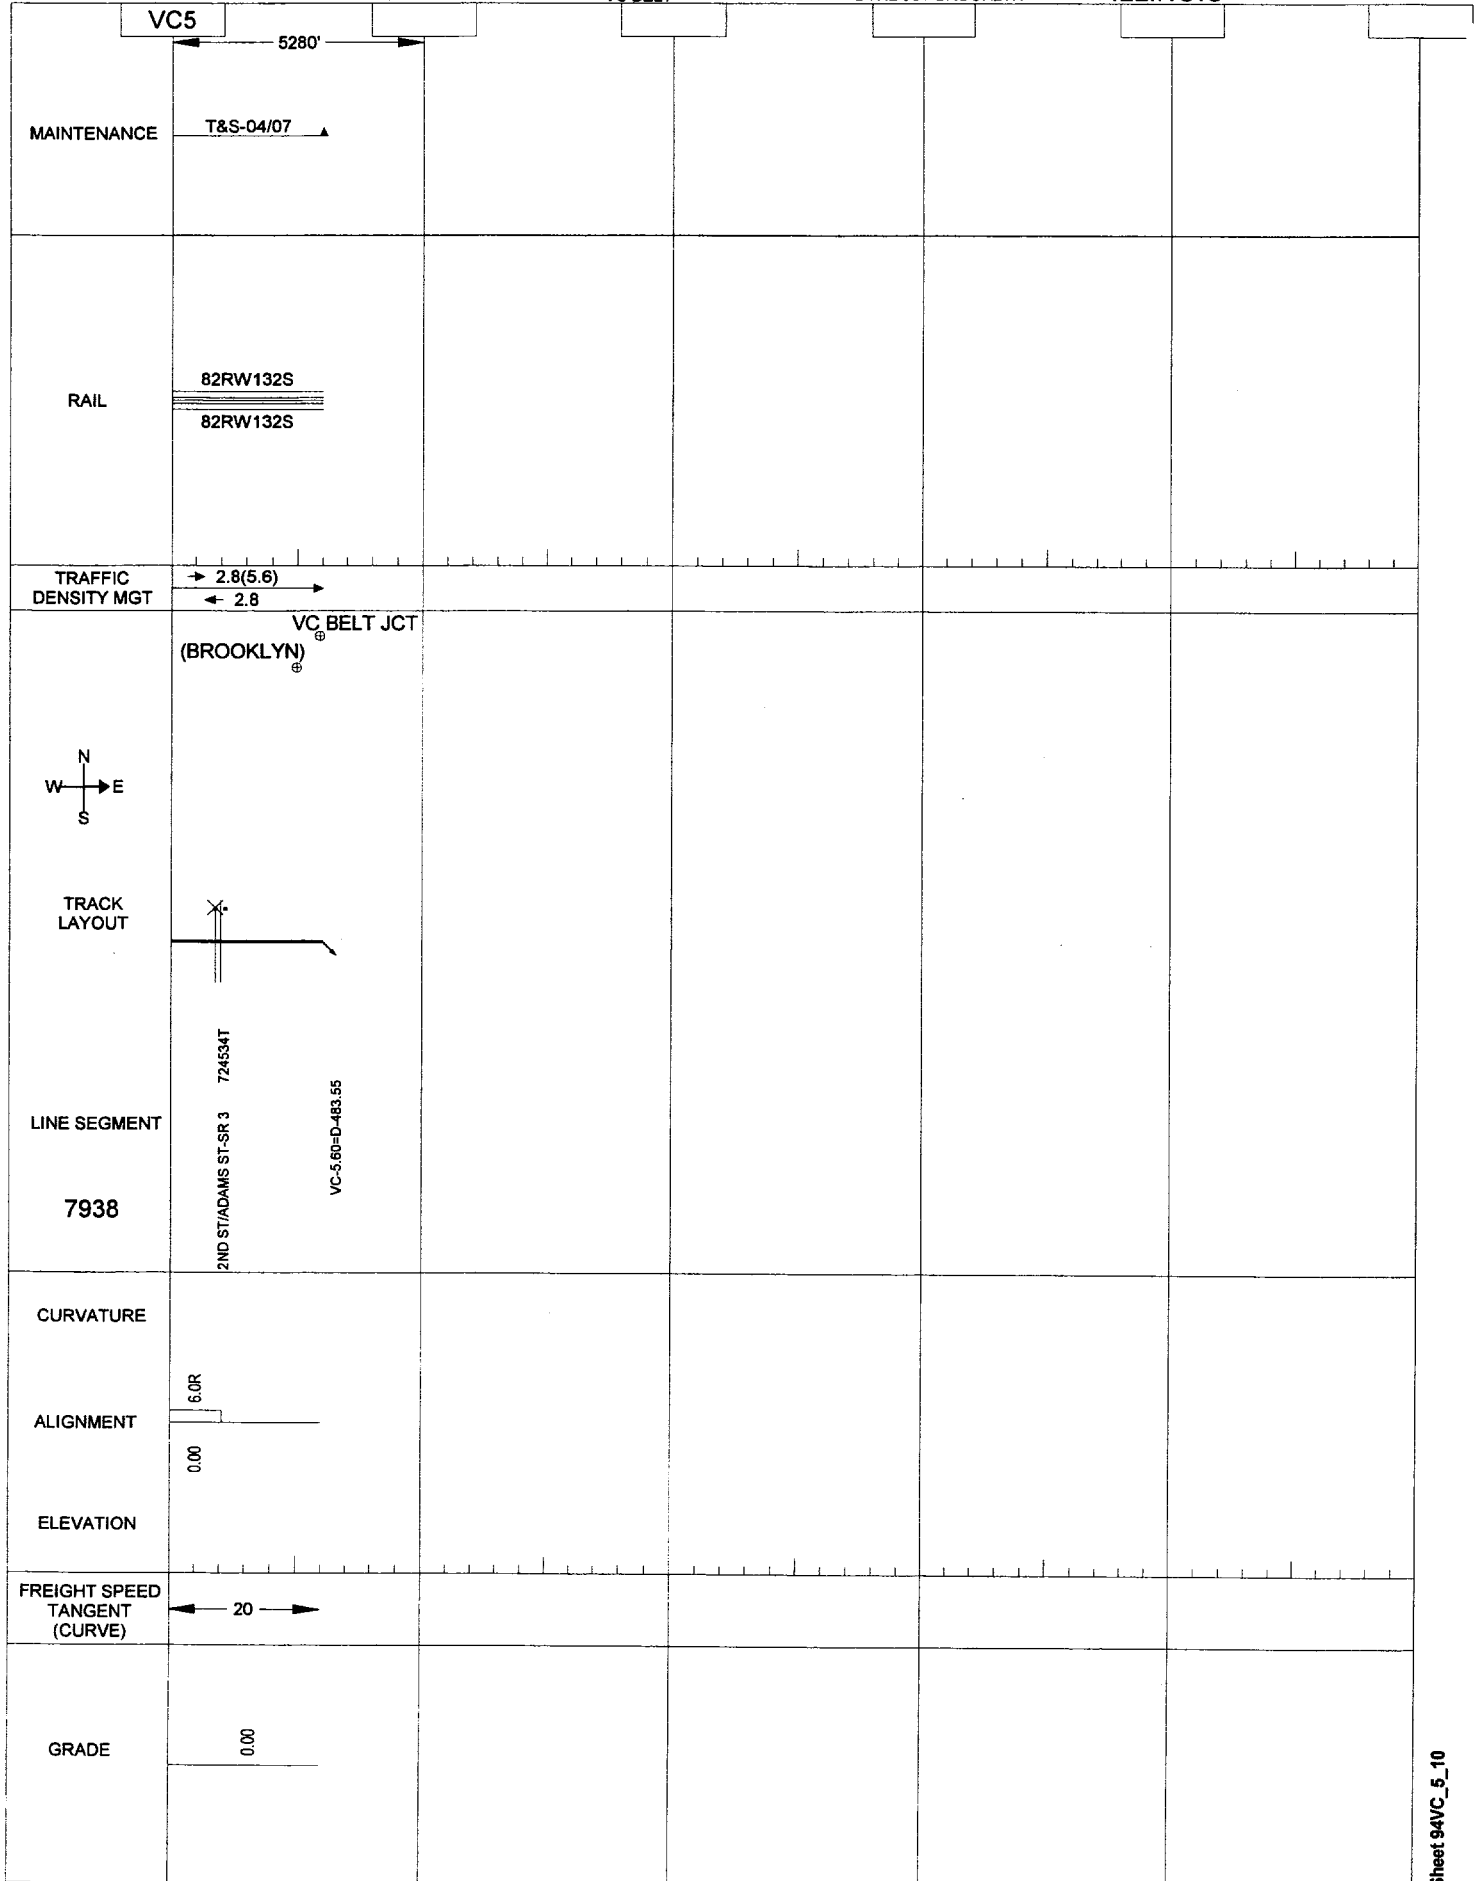 ILLINOIS
VC5
5280'
MAINTENANCE
T&S-04/07
RAIL
82RW132S
82RW132S
TRAFFIC
DENSITY MGT
2.8(5.6)
2.8
VC BELT JCT
(BROOKLYN)
N
W E
S
TRACK
LAYOUT
2ND ST/ADAMS ST-SR 3 724534T
VC-5.60=D-483.55
LINE SEGMENT
7938
CURVATURE
6.0R
ALIGNMENT
0.00
ELEVATION
FREIGHT SPEED
TANGENT
(CURVE)
20
GRADE
0.00
Sheet 94VC_5_10